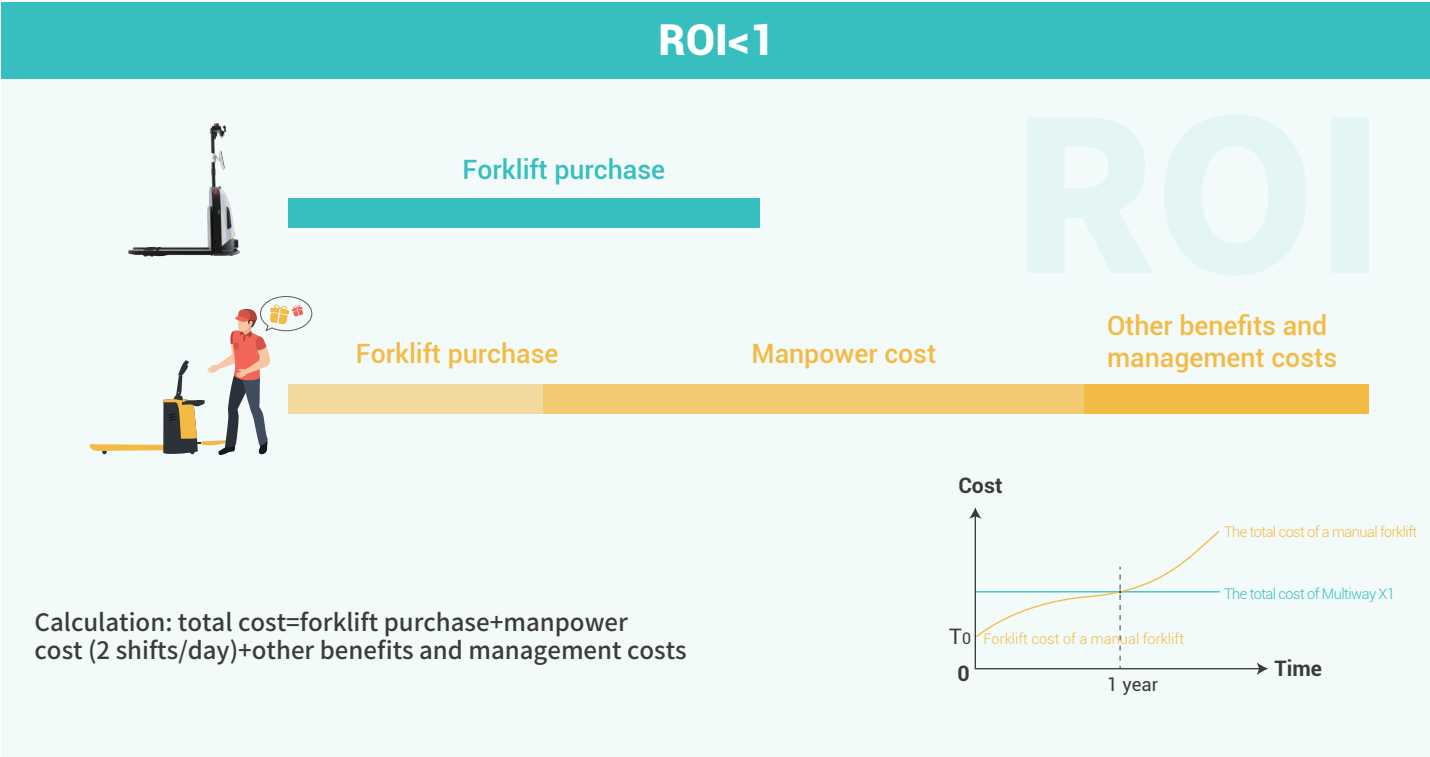 ROI<1
ROI
Forklift purchase
Forklift purchase
Manpower cost
Other benefits and
management costs
Calculation: total cost=forklift purchase+manpower
cost (2 shifts/day)+other benefits and management costs
Cost
The total cost of a manual forklift
The total cost of Multiway X1
T0
Forklift cost of a manual forklift
0
Time
1 year